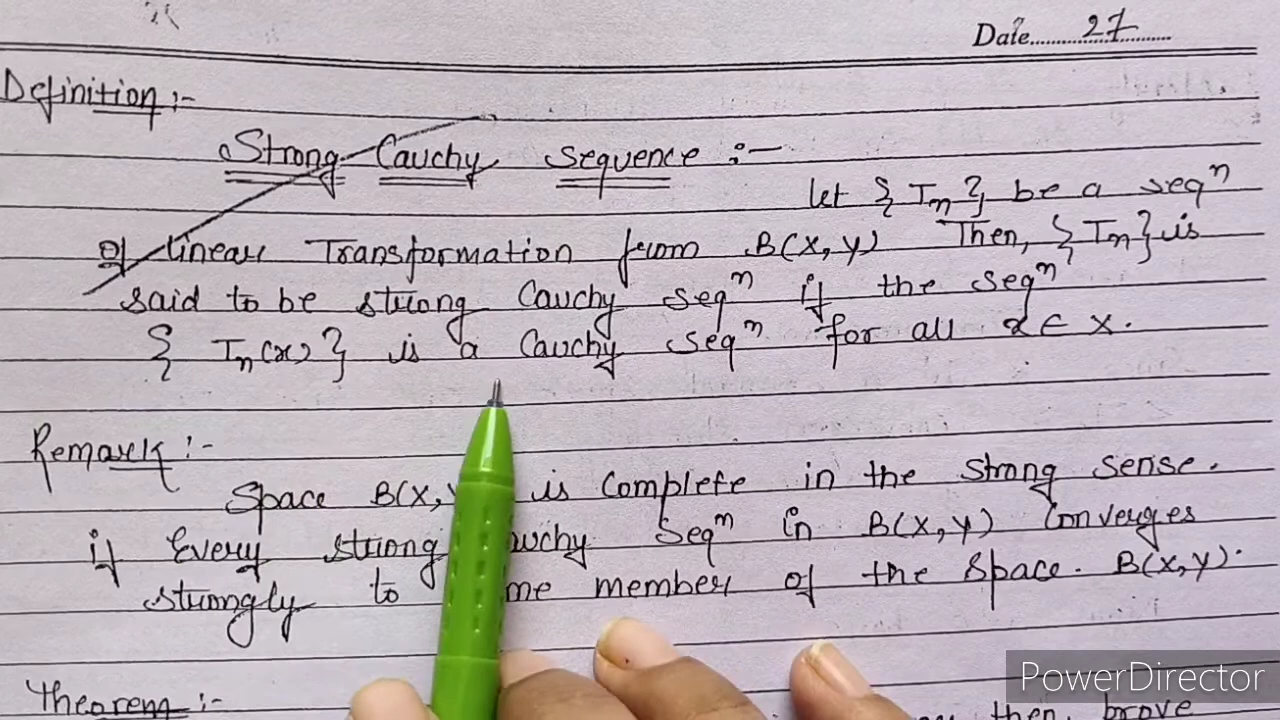 Date 27
Definition :-
Strong Cauchy Sequence :-
let {Tn} be a seqⁿ
of linear Transformation from B(X, Y) Then, {Tn} is
said to be strong Cauchy seqⁿ if the seqⁿ
{ Tn(x) } is a Cauchy seqⁿ for all x ∈ X.
Remark :-
Space B(X, is complete in the strong sense.
if Every strong seqⁿ in B(X, Y) Converges
strongly to member of the space. B(X, Y).
Theorem :-
then, prove
PowerDirector